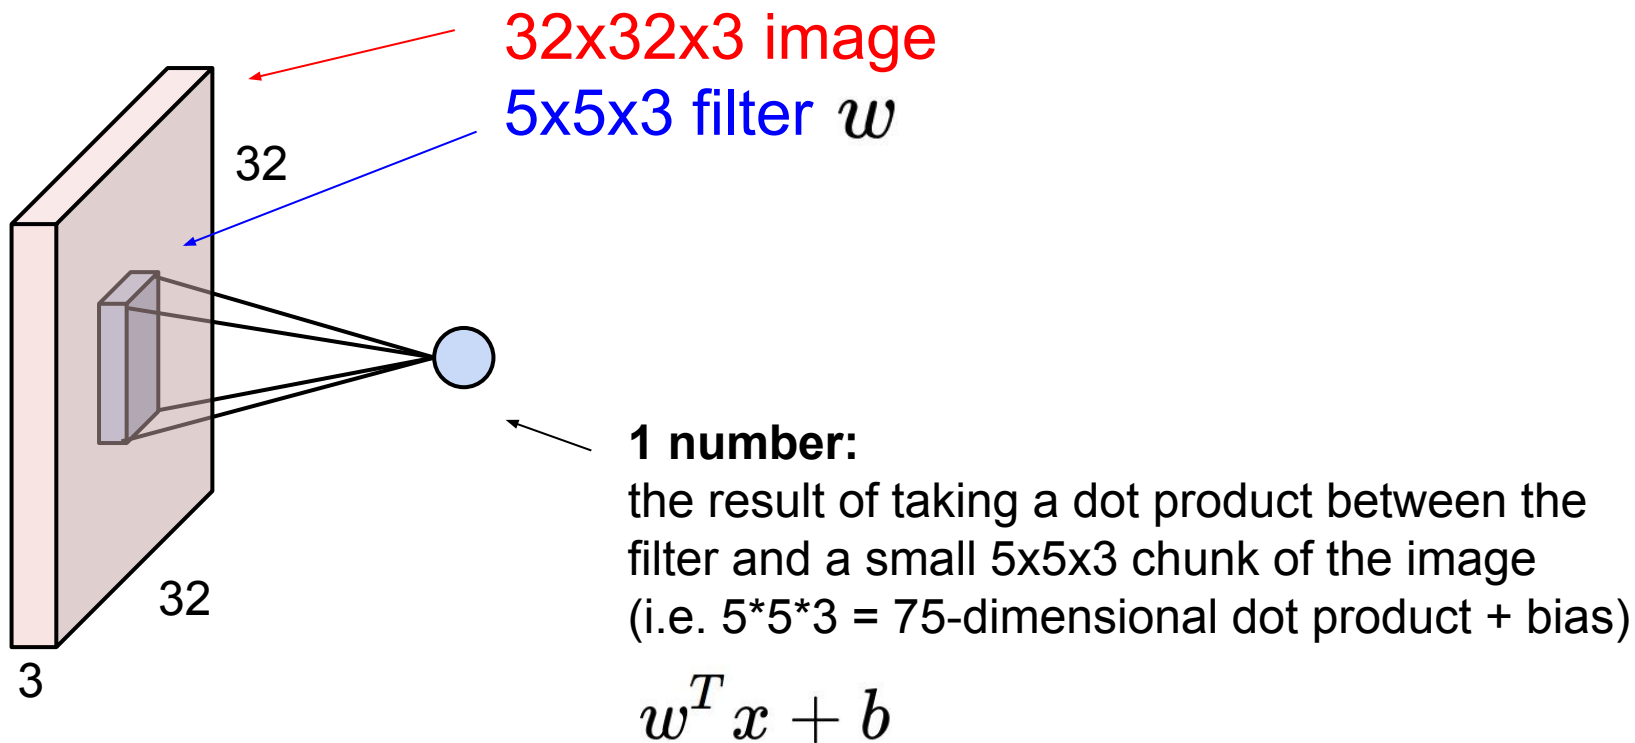 32x32x3 image
5x5x3 filter w
32
32
3
1 number:
the result of taking a dot product between the
filter and a small 5x5x3 chunk of the image
(i.e. 5*5*3 = 75-dimensional dot product + bias)
w^T x + b